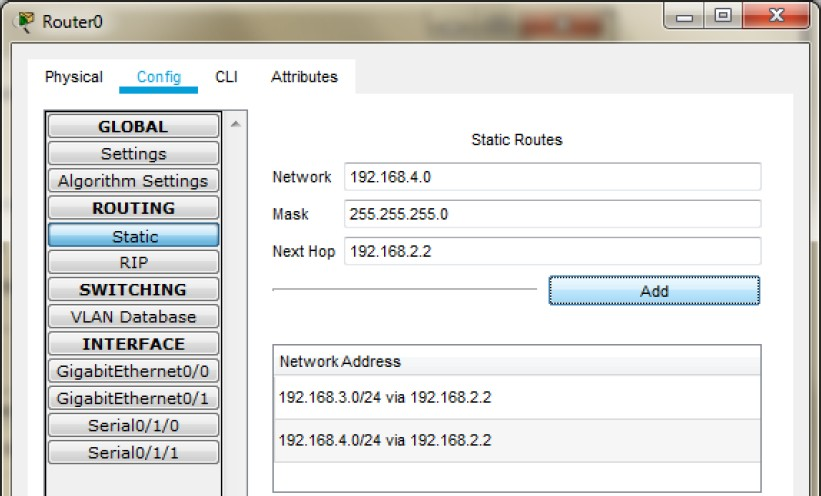 Router0
Physical Config CLI Attributes
GLOBAL
Settings
Algorithm Settings
ROUTING
Static
RIP
SWITCHING
VLAN Database
INTERFACE
GigabitEthernet0/0
GigabitEthernet0/1
Serial0/1/0
Serial0/1/1
Static Routes
Network 192.168.4.0
Mask 255.255.255.0
Next Hop 192.168.2.2
Add
Network Address
192.168.3.0/24 via 192.168.2.2
192.168.4.0/24 via 192.168.2.2